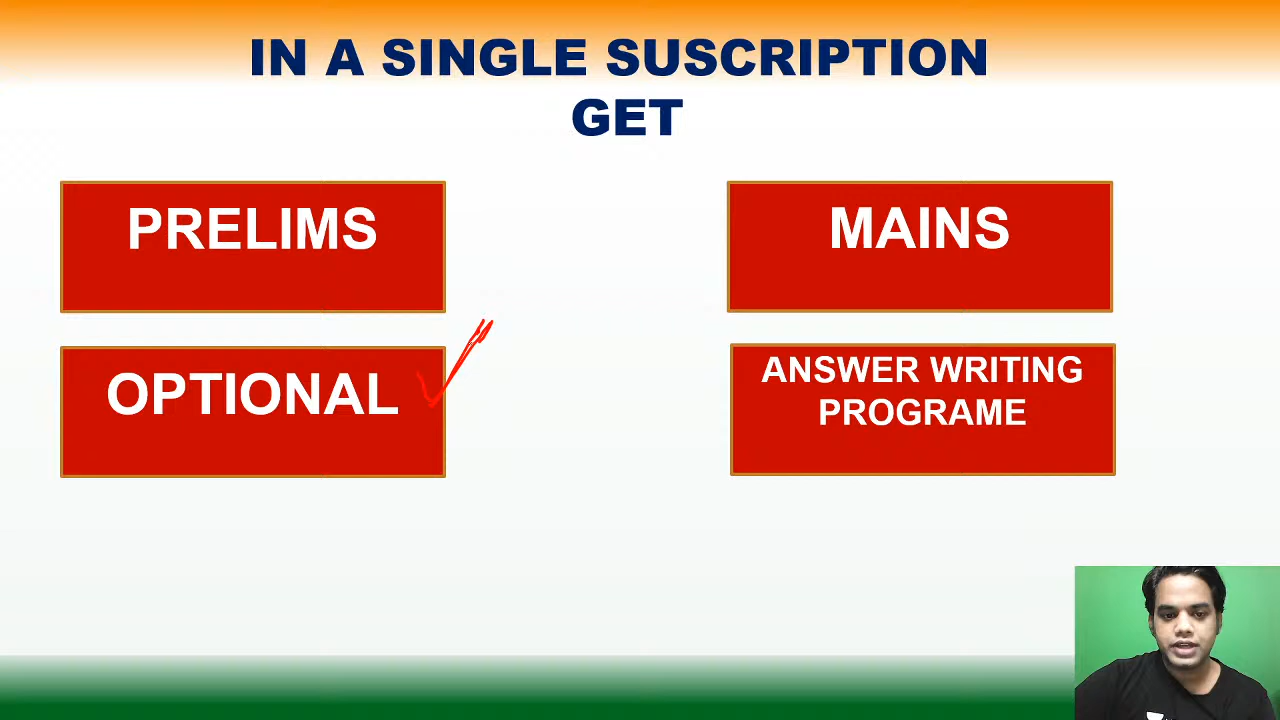 IN A SINGLE SUSCRIPTION
GET
PRELIMS
MAINS
OPTIONAL
ANSWER WRITING
PROGRAME